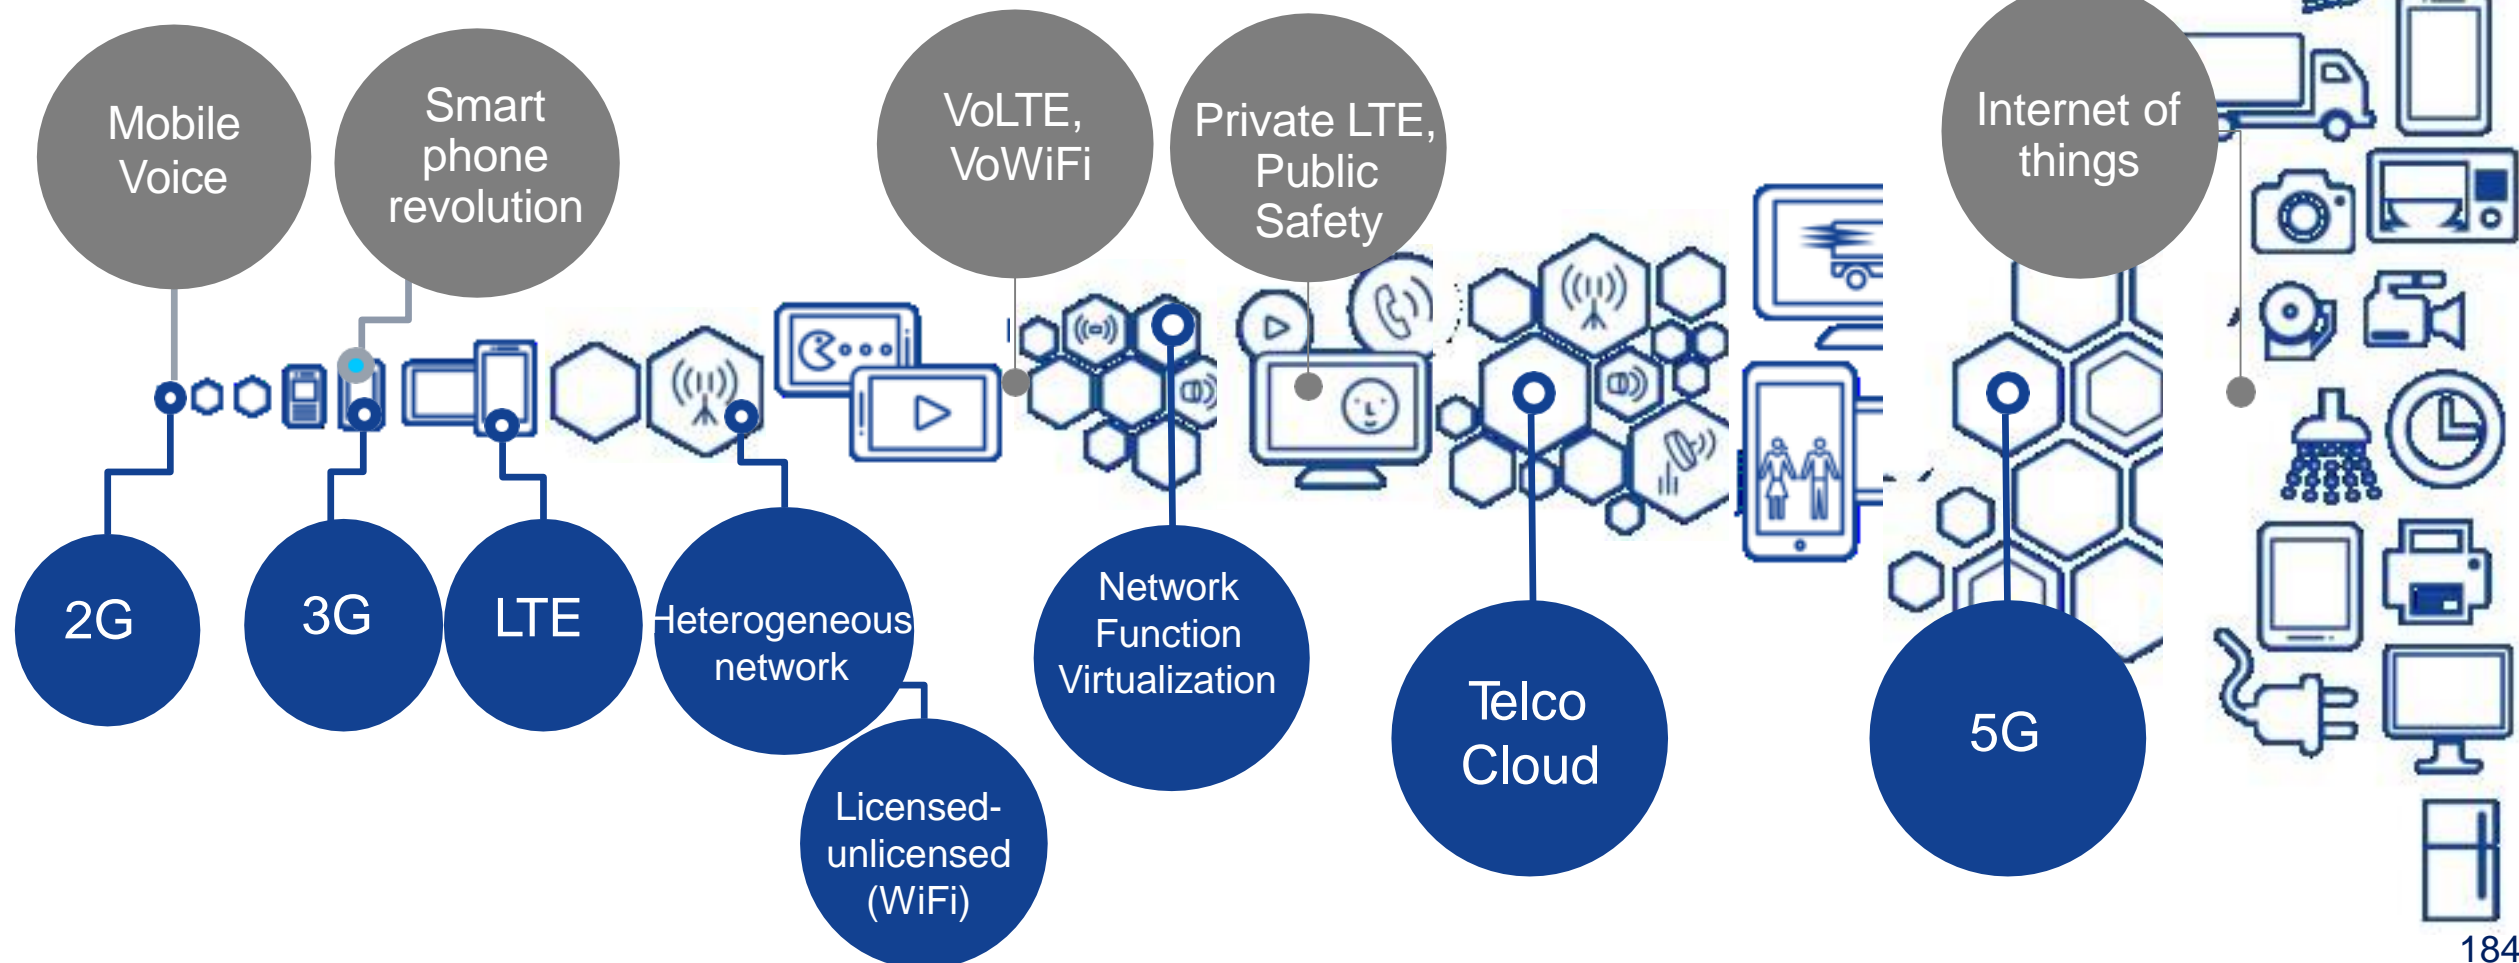 Mobile
Voice
Smart
phone
revolution
VoLTE,
VoWiFi
Private LTE,
Public
Safety
Internet of
things
2G
3G
LTE
Heterogeneous
network
Licensed-
unlicensed
(WiFi)
Network
Function
Virtualization
Telco
Cloud
5G
184